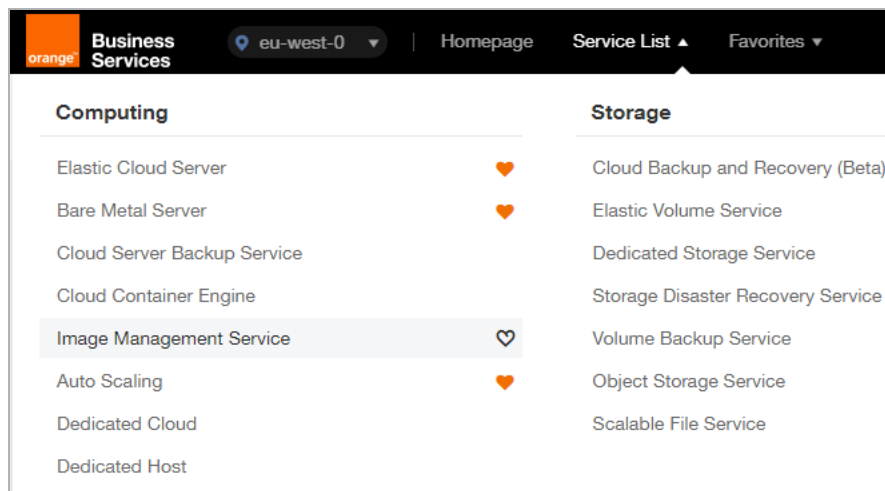 orange™
Business
Services
eu-west-0
Homepage
Service List
Favorites
Computing
Elastic Cloud Server
Bare Metal Server
Cloud Server Backup Service
Cloud Container Engine
Image Management Service
Auto Scaling
Dedicated Cloud
Dedicated Host
Storage
Cloud Backup and Recovery (Beta)
Elastic Volume Service
Dedicated Storage Service
Storage Disaster Recovery Service
Volume Backup Service
Object Storage Service
Scalable File Service